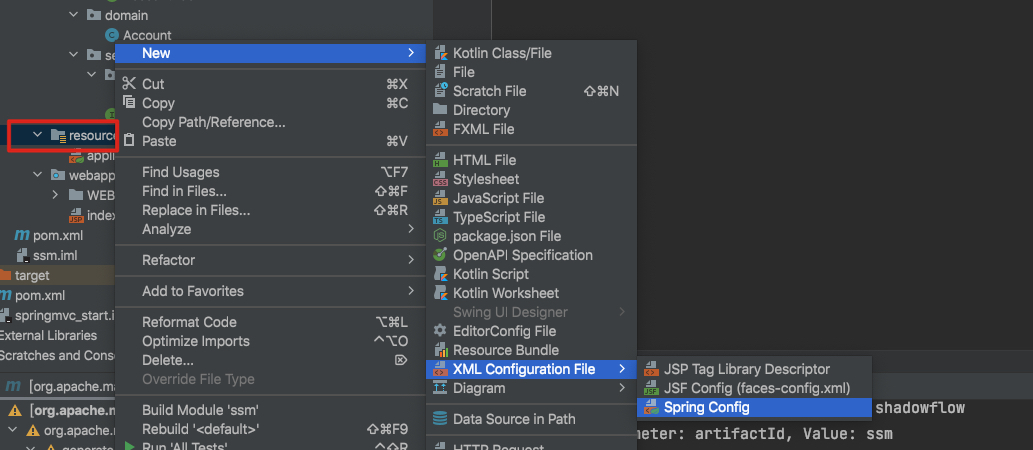 domain
Account
se
resource
appli
webapp
WEB
index
pom.xml
ssm.iml
target
pom.xml
springmvc_start.i
External Libraries
Scratches and Conso
[org.apache.ma
[org.apache.m
org.apache.m
generate
New
Cut ⌘X
Copy ⌘C
Copy Path/Reference...
Paste ⌘V
Find Usages ⌥F7
Find in Files... ⇧⌘F
Replace in Files... ⇧⌘R
Analyze
Refactor
Add to Favorites
Reformat Code ⌥⌘L
Optimize Imports ⌃⌥O
Delete... ⌦
Override File Type
Build Module 'ssm'
Rebuild '<default>' ⇧⌘F9
Run 'All Tests' ⌃⇧R
Kotlin Class/File
File
Scratch File ⇧⌘N
Directory
FXML File
HTML File
Stylesheet
JavaScript File
TypeScript File
package.json File
OpenAPI Specification
Kotlin Script
Kotlin Worksheet
Swing UI Designer
EditorConfig File
Resource Bundle
XML Configuration File
Diagram
Data Source in Path
HTTP Request
JSP Tag Library Descriptor
JSF Config (faces-config.xml)
Spring Config
shadowflow
meter: artifactId, Value: ssm